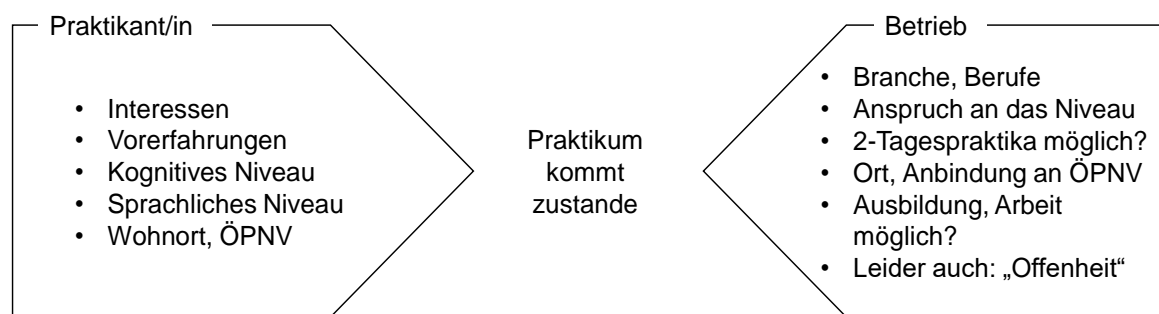 Praktikant/in
• Interessen
• Vorerfahrungen
• Kognitives Niveau
• Sprachliches Niveau
• Wohnort, ÖPNV
Praktikum
kommt
zustande
Betrieb
• Branche, Berufe
• Anspruch an das Niveau
• 2-Tagespraktika möglich?
• Ort, Anbindung an ÖPNV
• Ausbildung, Arbeit
möglich?
• Leider auch: „Offenheit“